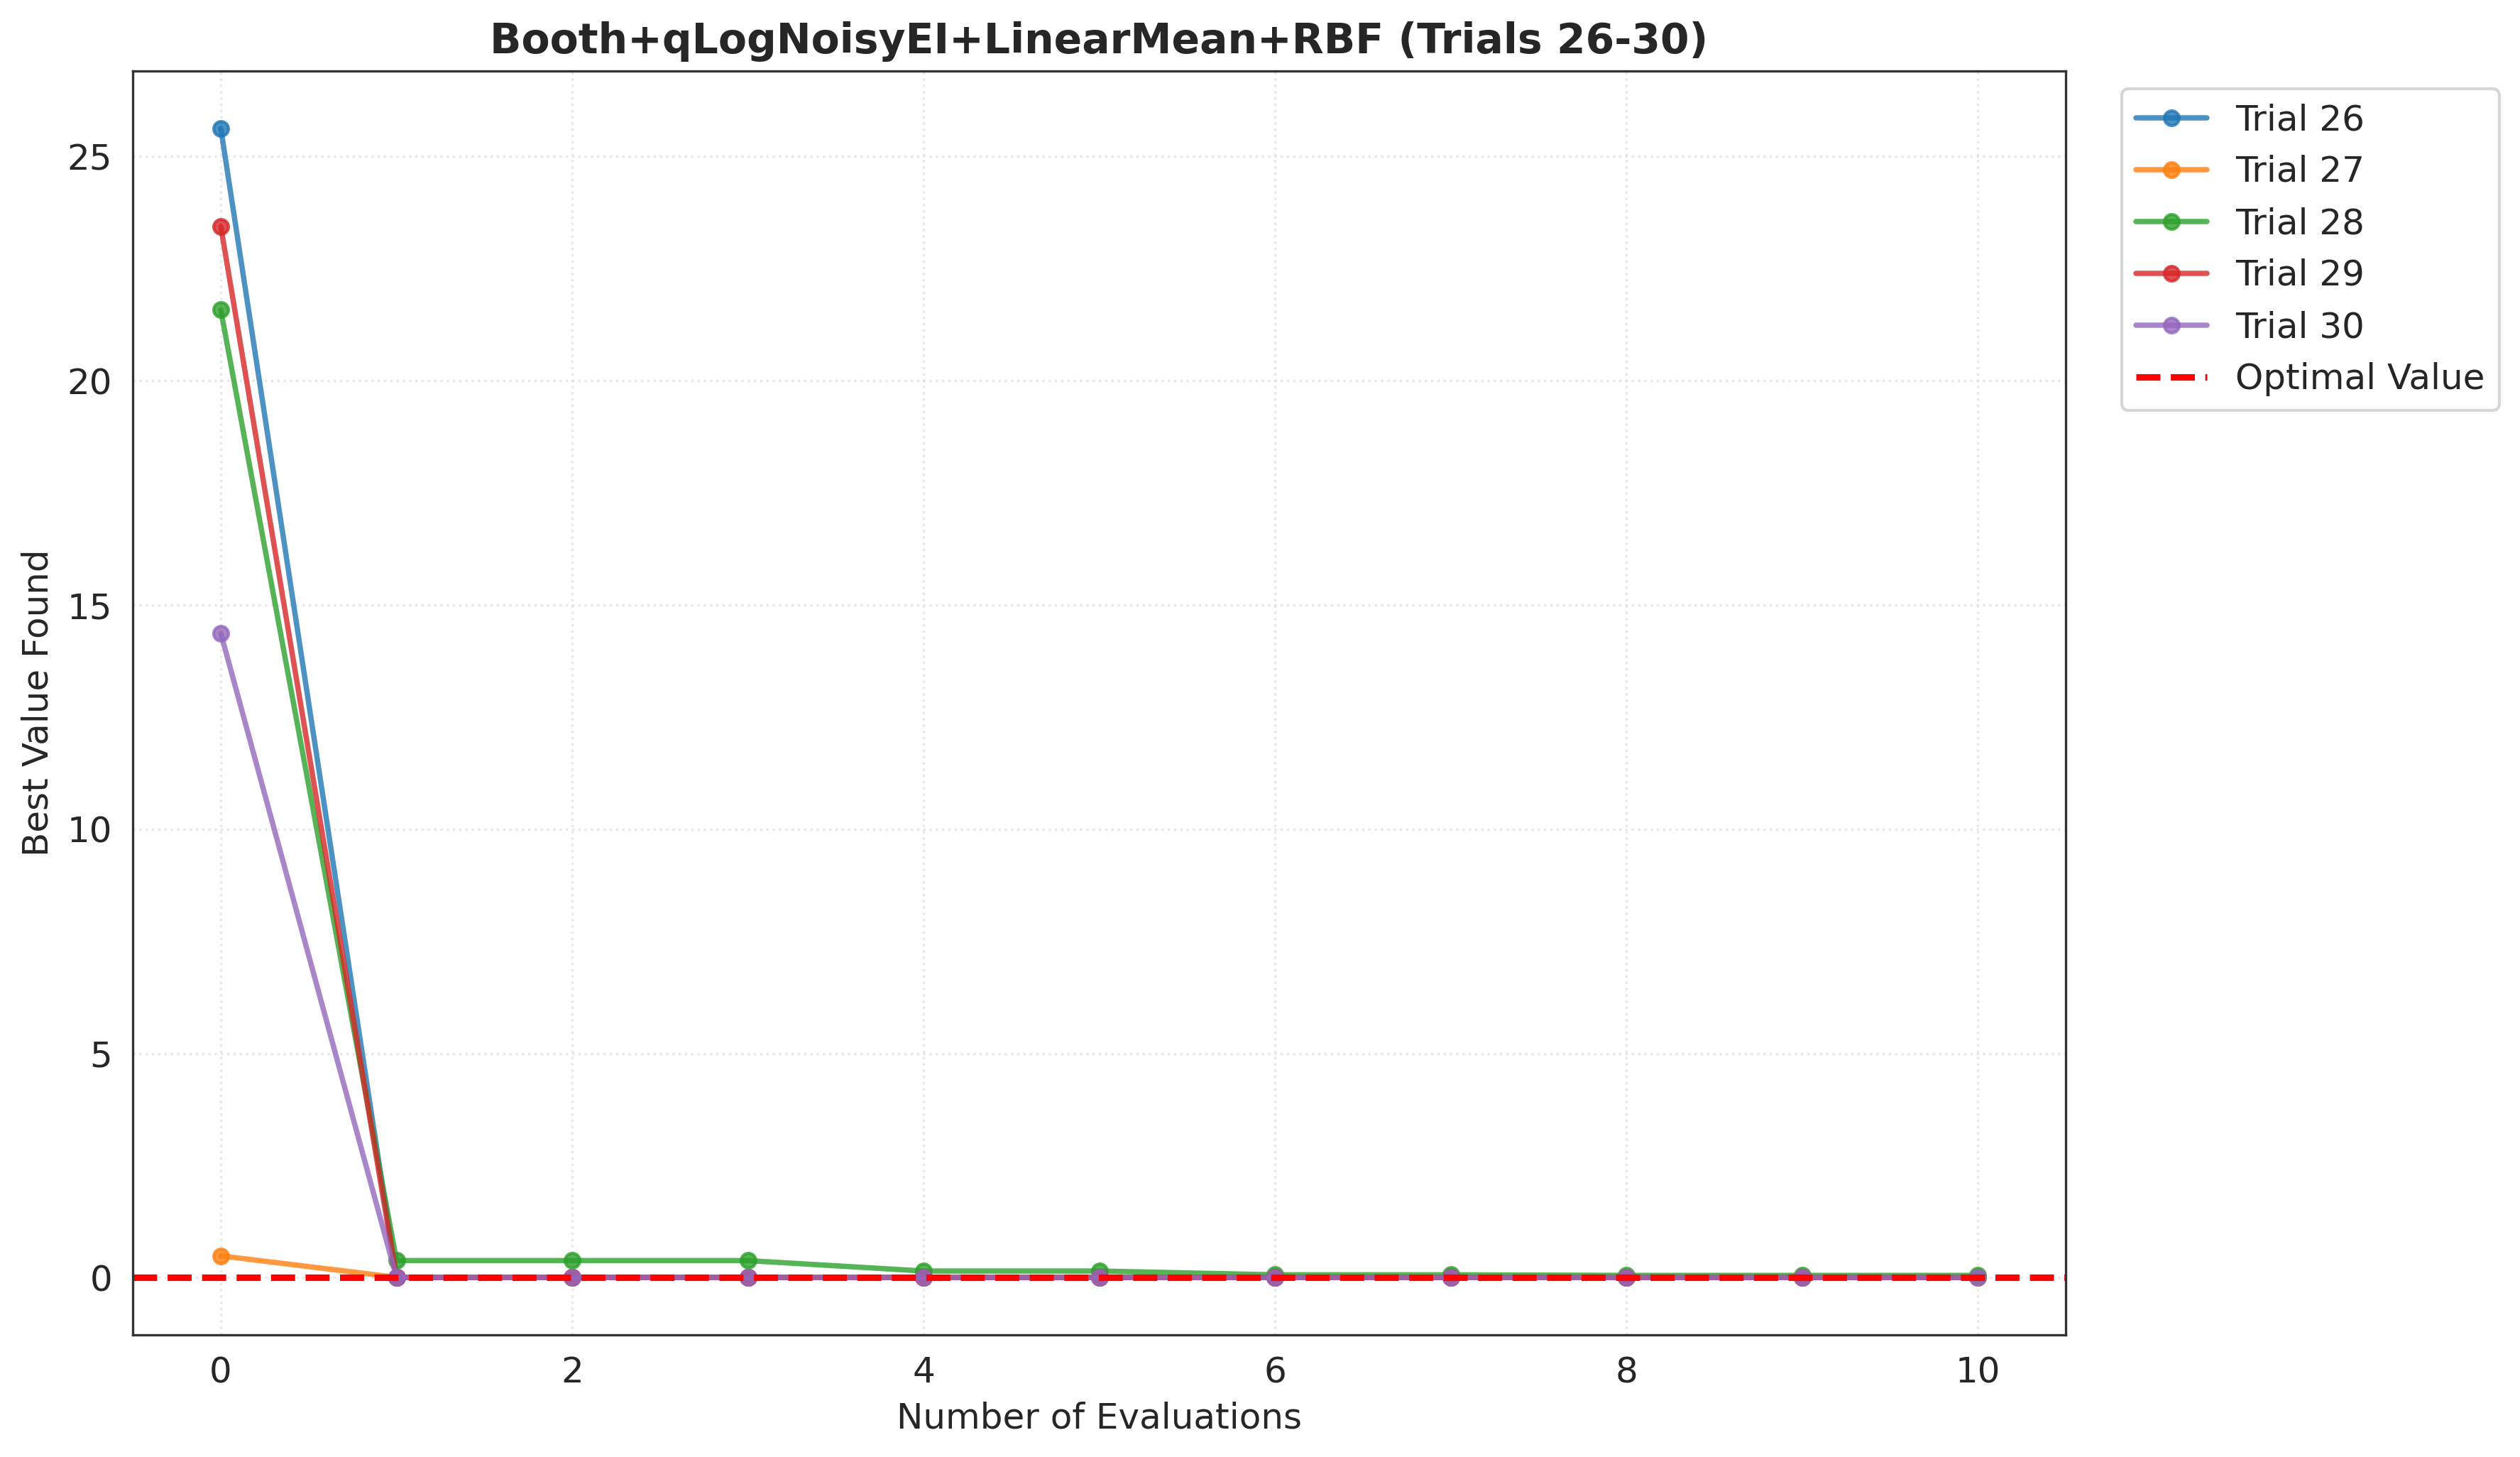 Booth+qLogNoisyEI+LinearMean+RBF (Trials 26-30)
Best Value Found
25
20
15
10
5
0
0 2 4 6 8 10
Number of Evaluations
Trial 26
Trial 27
Trial 28
Trial 29
Trial 30
Optimal Value